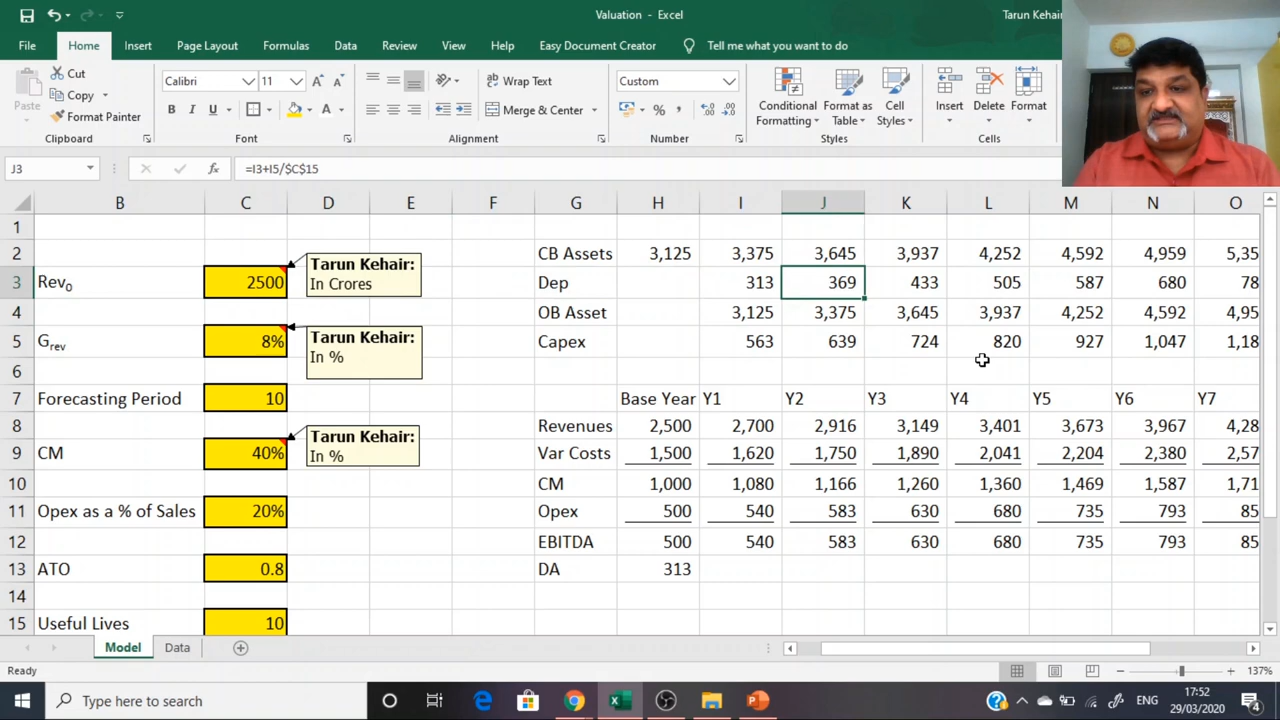 Valuation - Excel
Tarun Kehair
File Home Insert Page Layout Formulas Data Review View Help Easy Document Creator Tell me what you want to do
Paste
Cut
Copy
Format Painter
Calibri 11
B I U
Wrap Text
Merge & Center
Custom
%
Conditional Formatting
Format as Table
Cell Styles
Insert Delete Format
Clipboard Font Alignment Number Styles Cells
J3 fx =I3+I5/$C$15
B C D E F G H I J K L M N O
1
2 CB Assets 3,125 3,375 3,645 3,937 4,252 4,592 4,959 5,35
3 Rev0 2500 Dep 313 369 433 505 587 680 78
Tarun Kehair:
In Crores
4 OB Asset 3,125 3,375 3,645 3,937 4,252 4,592 4,95
5 Grev 8% Capex 563 639 724 820 927 1,047 1,18
Tarun Kehair:
In %
6
7 Forecasting Period 10 Base Year Y1 Y2 Y3 Y4 Y5 Y6 Y7
8 Revenues 2,500 2,700 2,916 3,149 3,401 3,673 3,967 4,28
9 CM 40% Var Costs 1,500 1,620 1,750 1,890 2,041 2,204 2,380 2,57
Tarun Kehair:
In %
10 CM 1,000 1,080 1,166 1,260 1,360 1,469 1,587 1,71
11 Opex as a % of Sales 20% Opex 500 540 583 630 680 735 793 85
12 EBITDA 500 540 583 630 680 735 793 85
13 ATO 0.8 DA 313
14
15 Useful Lives 10
Model Data
Ready
137%
Type here to search
ENG
17:52
29/03/2020
4